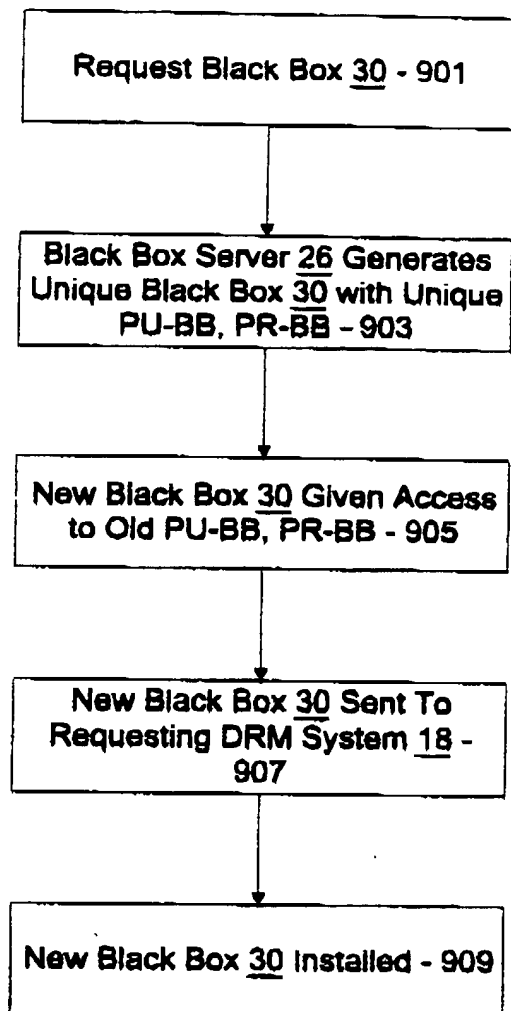 Request Black Box 30 - 901
Black Box Server 26 Generates
Unique Black Box 30 with Unique
PU-BB, PR-BB - 903
New Black Box 30 Given Access
to Old PU-BB, PR-BB - 905
New Black Box 30 Sent To
Requesting DRM System 18 -
907
New Black Box 30 Installed - 909